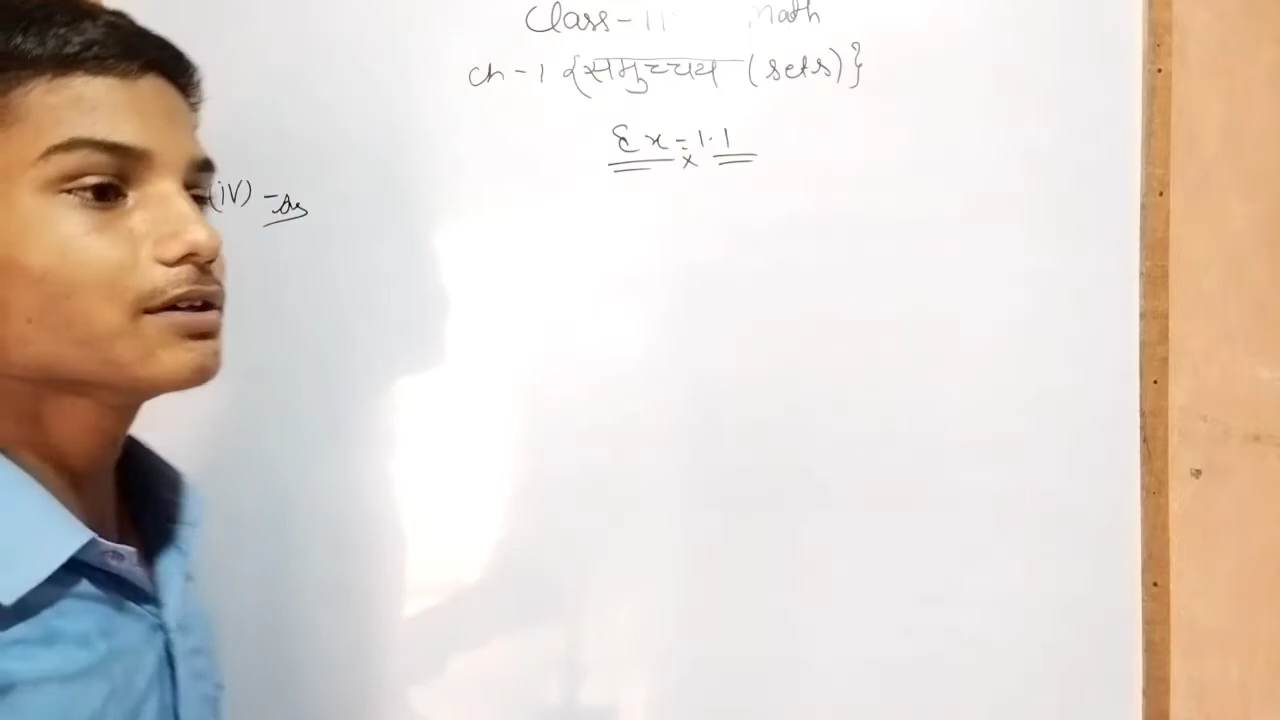 Class-11 Math
Ch-1 {समुच्चय (sets)}
Ex=1.1
x
(iv) -